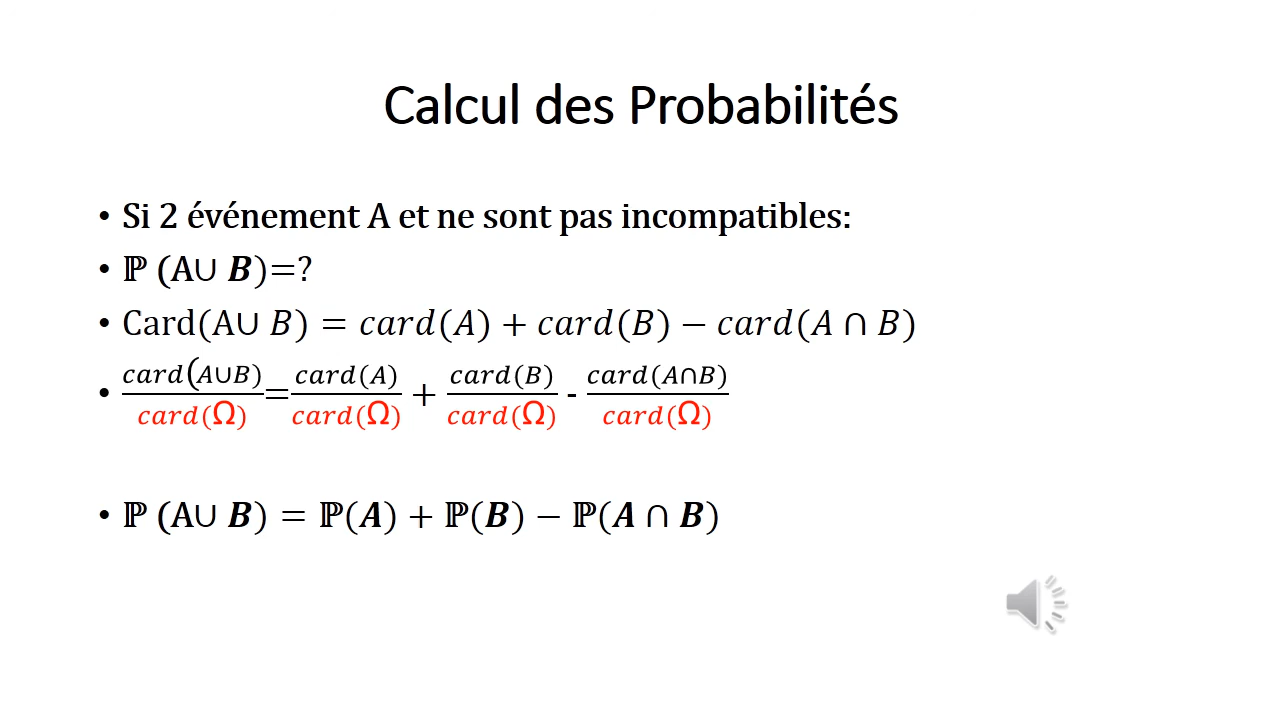 Calcul des Probabilités
• Si 2 événement A et ne sont pas incompatibles:
• ℙ (A∪ B)=?
• Card(A∪ B) = card(A) + card(B) − card(A ∩ B)
• card(A∪B)/card(Ω)=card(A)/card(Ω) + card(B)/card(Ω) - card(A∩B)/card(Ω)
• ℙ (A∪ B) = ℙ(A) + ℙ(B) − ℙ(A ∩ B)